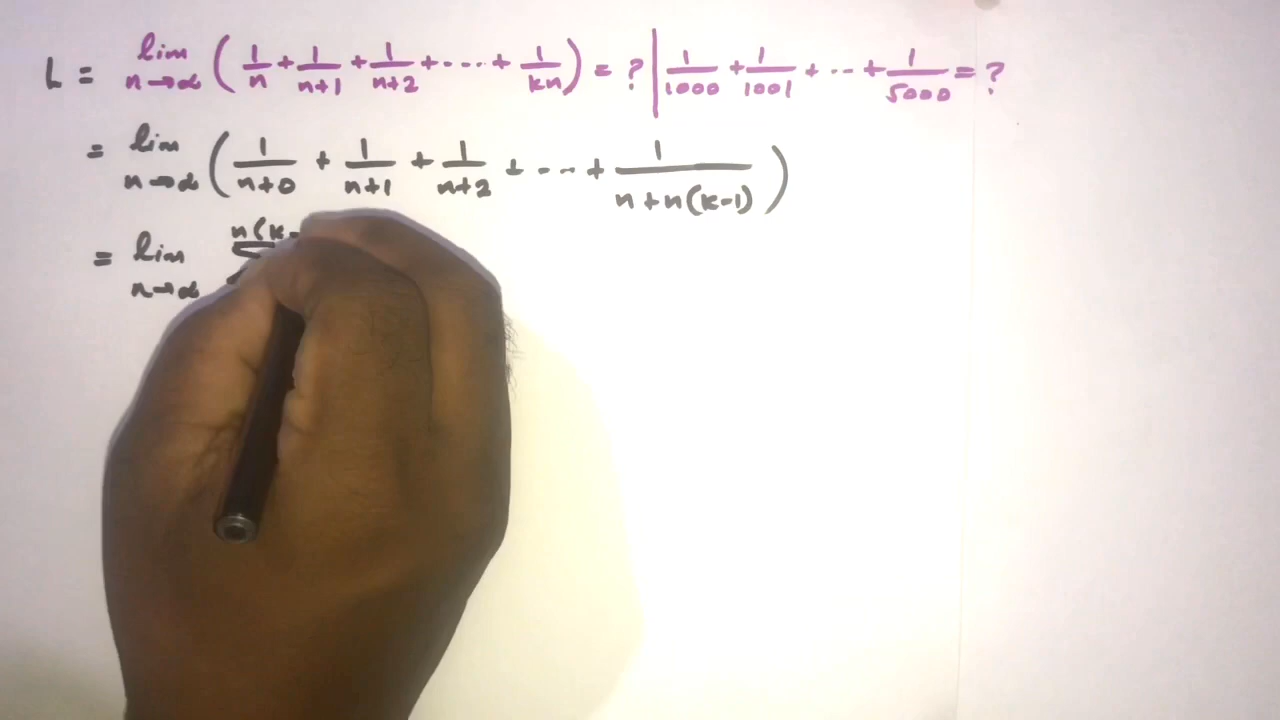 L = lim n→∞ ( 1/n + 1/n+1 + 1/n+2 + ··· + 1/kn ) = ? | 1/1000 + 1/1001 + ·· + 1/5000 = ?
= lim n→∞ ( 1/n+0 + 1/n+1 + 1/n+2 + ··· + 1/n+n(k-1) )
= lim n→∞ n(k- Σ